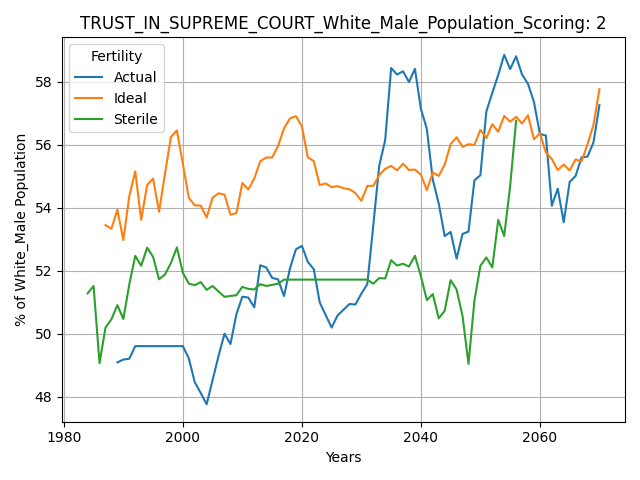 TRUST_IN_SUPREME_COURT_White_Male_Population_Scoring: 2
Fertility
Actual
Ideal
Sterile
% of White_Male Population
58
56
54
52
50
48
1980 2000 2020 2040 2060
Years